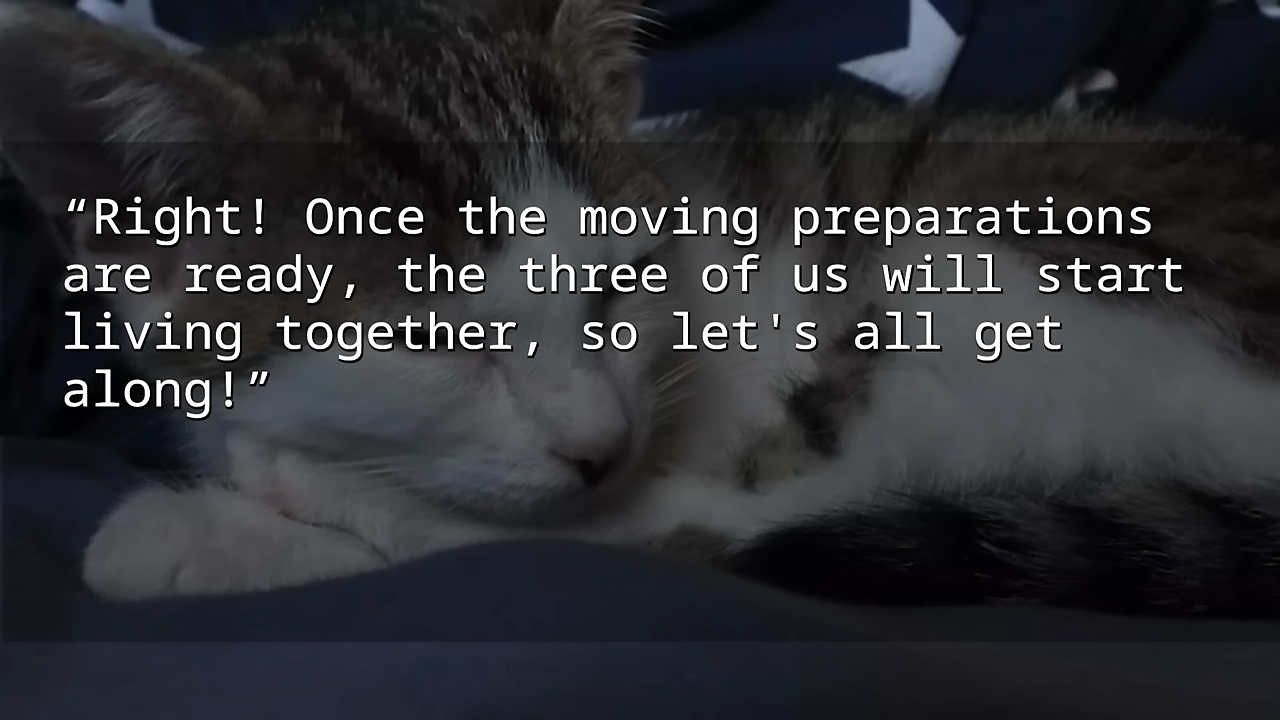 “Right! Once the moving preparations
are ready, the three of us will start
living together, so let's all get
along!”